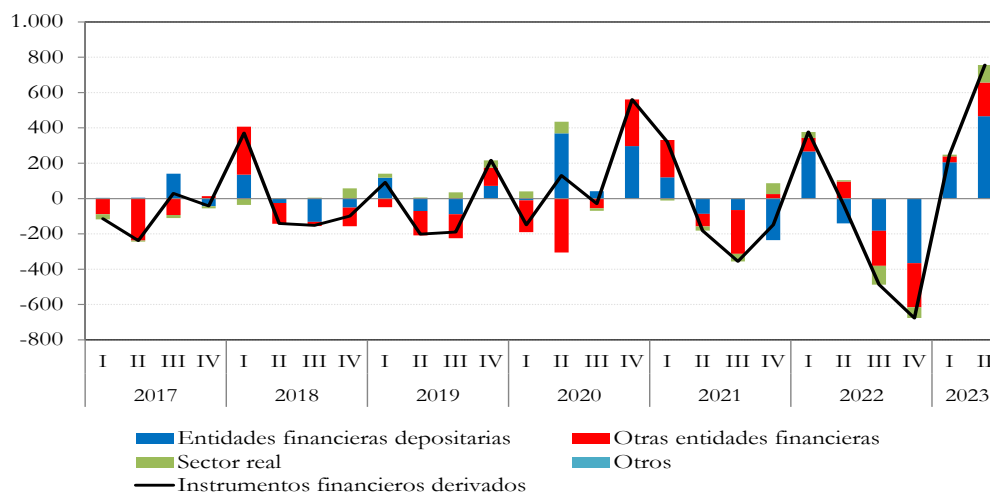 1.000
800
600
400
200
0
-200
-400
-600
-800
I II III IV I II III IV I II III IV I II III IV I II III IV I II III IV I II
2017 2018 2019 2020 2021 2022 2023
Entidades financieras depositarias Otras entidades financieras
Sector real Otros
Instrumentos financieros derivados